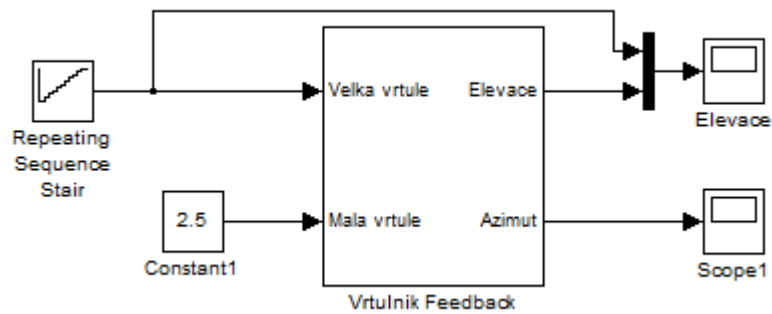 Velka vrtule
Elevace
Repeating
Sequence
Stair
Elevace
2.5
Constant1
Mala vrtule
Azimut
Scope1
Vrtulnik Feedback